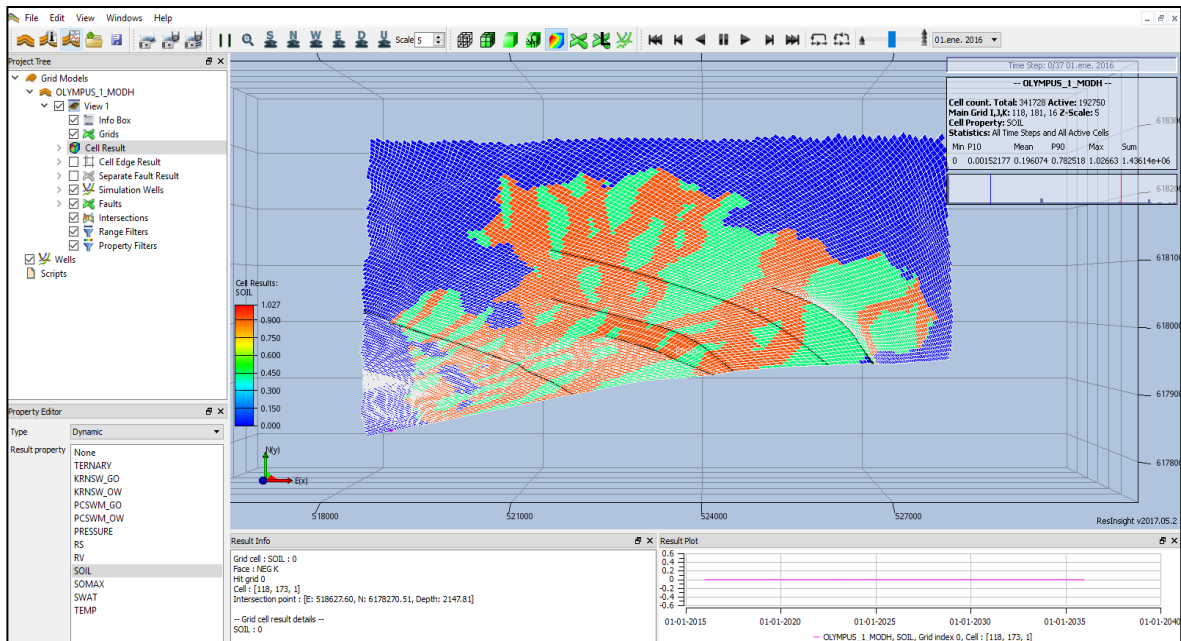 File Edit View Windows Help
S N W E D U Scale 5 01.ene. 2016
Project Tree
Grid Models
OLYMPUS_1_MODH
View 1
Info Box
Grids
Cell Result
Cell Edge Result
Separate Fault Result
Simulation Wells
Faults
Intersections
Range Filters
Property Filters
Wells
Scripts
Time Step: 0/37 01.ene. 2016
-- OLYMPUS_1_MODH --
Cell count. Total: 341728 Active: 192750
Main Grid I,J,K: 118, 181, 16 Z-Scale: 5
Cell Property: SOIL
Statistics: All Time Steps and All Active Cells
Min P10 Mean P90 Max Sum
0 0.00152177 0.196074 0.782518 1.02663 1.43614e+06
618300
618200
618100
618000
617900
617800
Cell Results:
SOIL
1.027
0.900
0.750
0.600
0.450
0.300
0.150
0.000
N(y)
E(x)
518000 521000 524000 527000
ResInsight v2017.05.2
Property Editor
Type Dynamic
Result property None
TERNARY
KRNSW_GO
KRNSW_OW
PCSWM_GO
PCSWM_OW
PRESSURE
RS
RV
SOIL
SOMAX
SWAT
TEMP
Result Info
Grid cell : SOIL : 0
Face : NEG K
Hit grid 0
Cell : [118, 173, 1]
Intersection point : [E: 518627.60, N: 6178270.51, Depth: 2147.81]
-- Grid cell result details --
SOIL : 0
Result Plot
0.6
0.4
0.2
0
-0.2
-0.4
-0.6
01-01-2015 01-01-2020 01-01-2025 01-01-2030 01-01-2035 01-01-2040
OLYMPUS_1_MODH, SOIL, Grid index 0, Cell : [118, 173, 1]